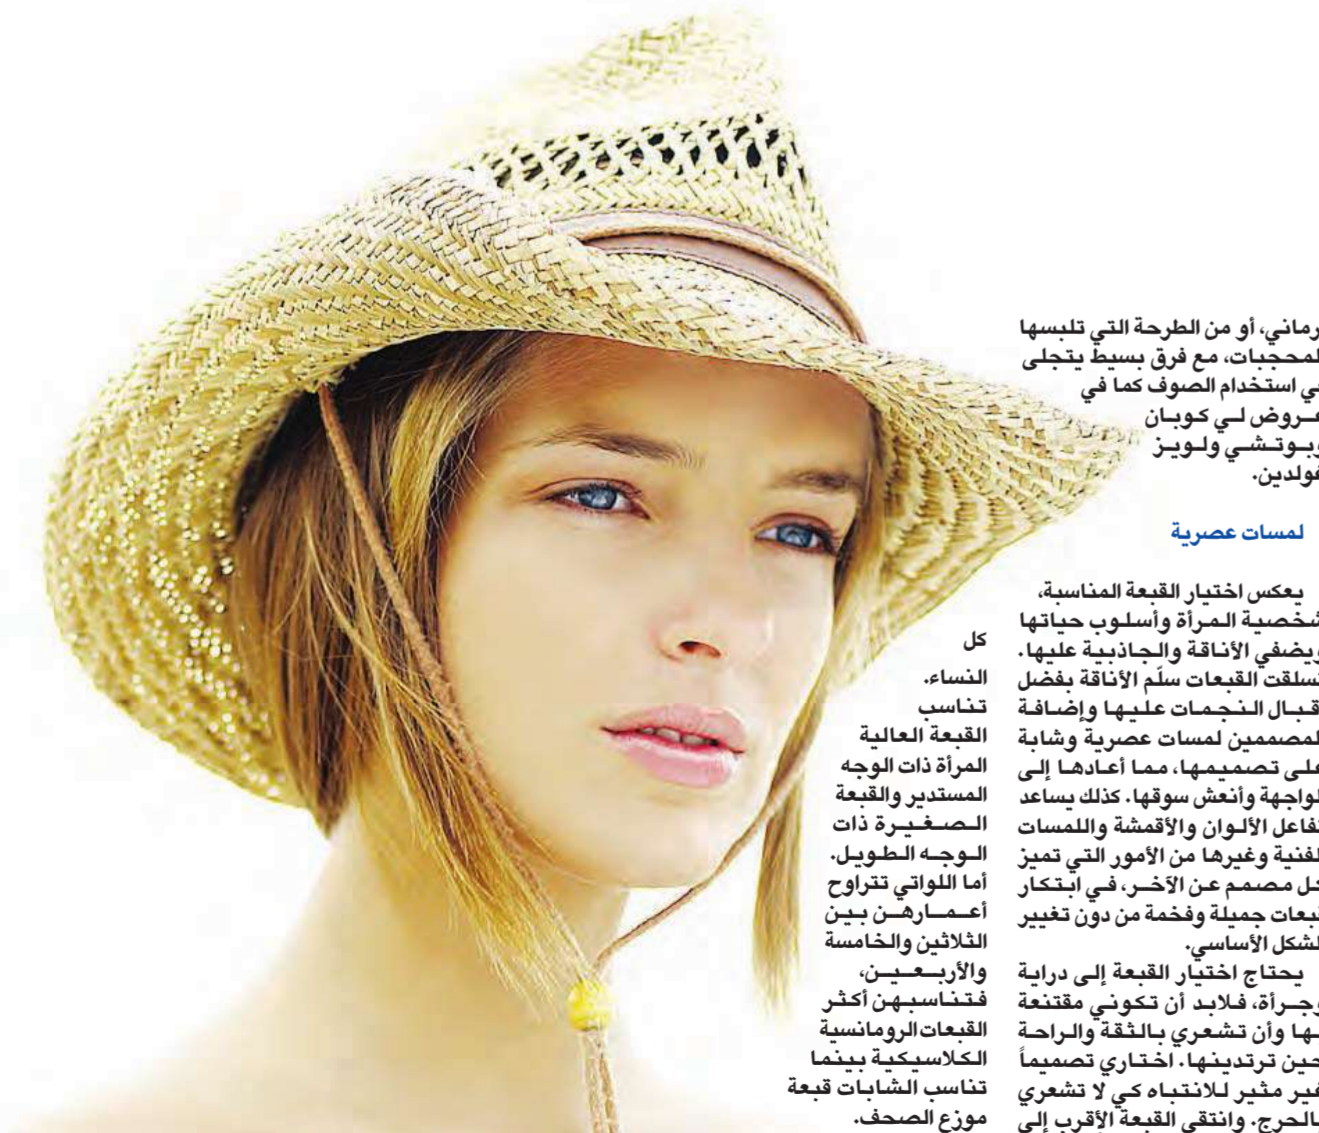 رماني، أو من الطرحة التي تلبسها
لمحجبات، مع فرق بسيط يتجلى
في استخدام الصوف كما في
عروض لي كوبان
وبوتشي ولويز
غولدين.
لمسات عصرية
يعكس اختيار القبعة المناسبة،
شخصية المرأة وأسلوب حياتها
ويضفي الأناقة والجاذبية عليها.
تسلقت القبعات سلّم الأناقة بفضل
قبال النجمات عليها وإضافة
لمصممين لمسات عصرية وشابة
على تصميمها، مما أعادها إلى
لواجهة وأنعش سوقها. كذلك يساعد
تفاعل الألوان والأقمشة واللمسات
لفنية وغيرها من الأمور التي تميز
كل مصمم عن الآخر، في ابتكار
قبعات جميلة وفخمة من دون تغيير
لشكل الأساسي.
يحتاج اختيار القبعة إلى دراية
وجرأة، فلابد أن تكوني مقتنعة
بها وأن تشعري بالثقة والراحة
حين ترتدينها. اختاري تصميماً
غير مثير للانتباه كي لا تشعري
بالحرج. وانتقي القبعة الأقرب إلى
كل
النساء.
تناسب
القبعة العالية
المرأة ذات الوجه
المستدير والقبعة
الصغيرة ذات
الوجه الطويل.
أما اللواتي تتراوح
أعمارهن بين
الثلاثين والخامسة
والأربعين،
فتناسبهن أكثر
القبعات الرومانسية
الكلاسيكية بينما
تناسب الشابات قبعة
موزع الصحف.